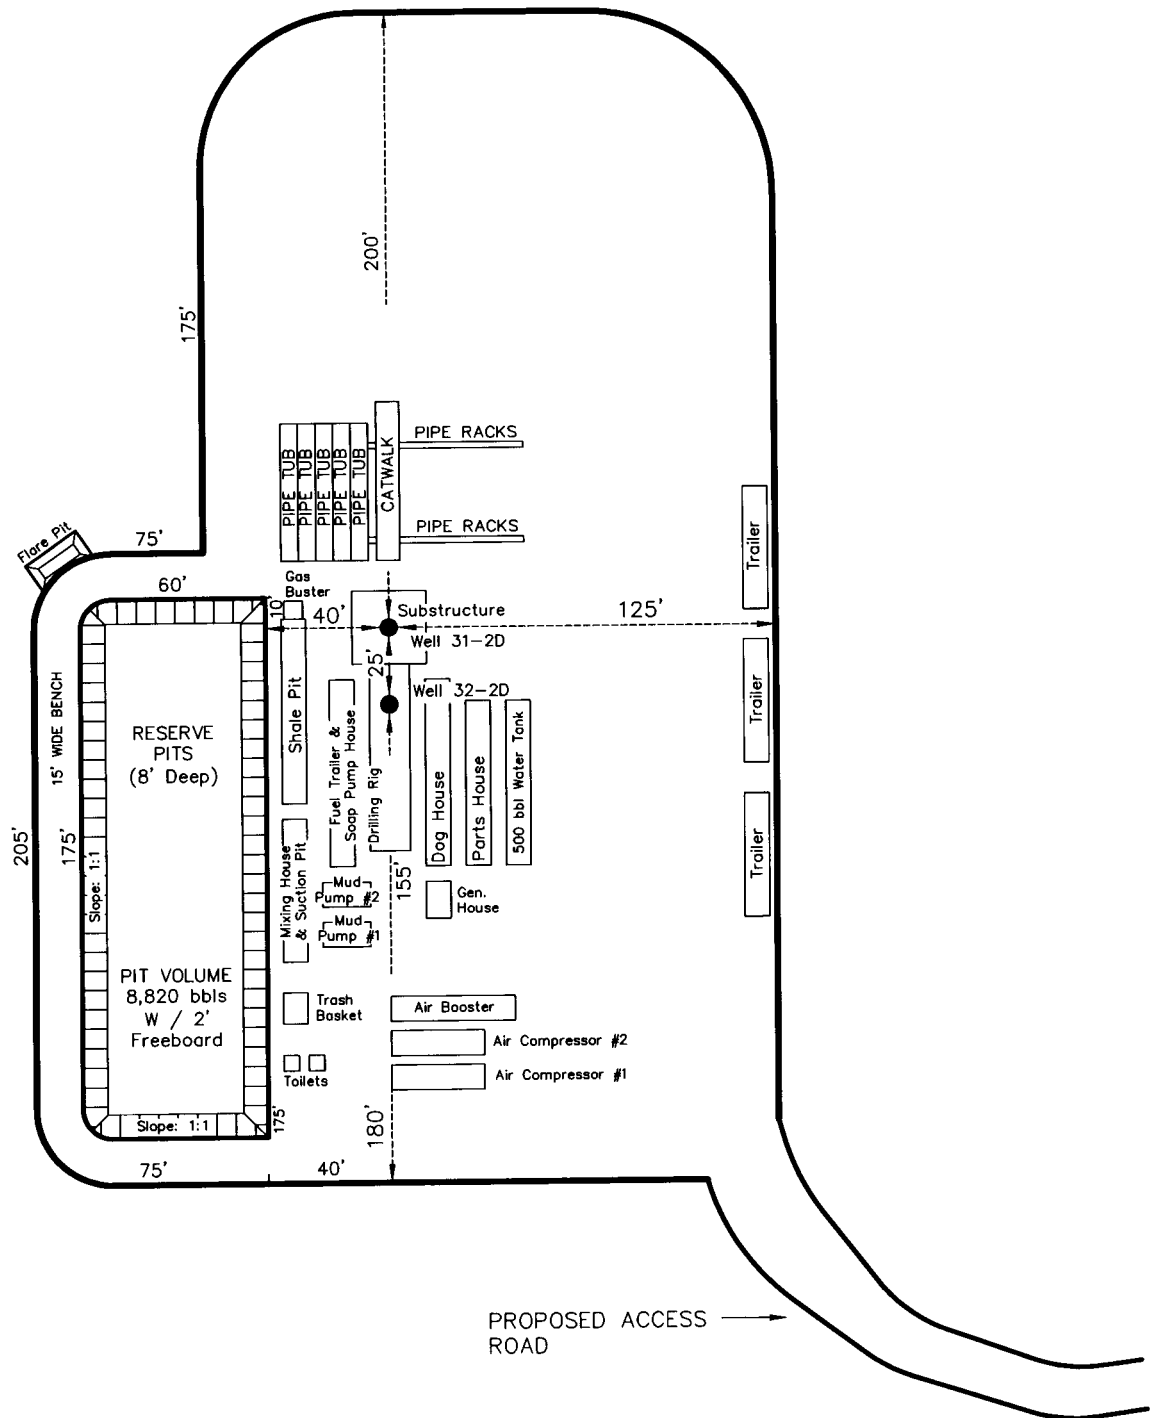 200'
175'
PIPE TUB
PIPE TUB
PIPE TUB
PIPE TUB
PIPE TUB
CATWALK
PIPE RACKS
PIPE RACKS
Trailer
Flare Pit
75'
60'
Gas
Buster
10'
40'
Substructure
125'
Well 31-2D
25'
Well 32-2D
15' WIDE BENCH
RESERVE
PITS
(8' Deep)
Shale Pit
Fuel Trailer &
Soap Pump House
Drilling Rig
Dog House
Parts House
500 bbl Water Tank
Trailer
205'
175'
Slope: 1:1
Mixing House
& Suction Pit
Mud
Pump #2
Mud
Pump #1
155'
Gen.
House
Trailer
PIT VOLUME
8,820 bbls
W / 2'
Freeboard
Trash
Basket
Air Booster
Air Compressor #2
Toilets
Air Compressor #1
Slope: 1:1
175'
180'
75'
40'
PROPOSED ACCESS
ROAD